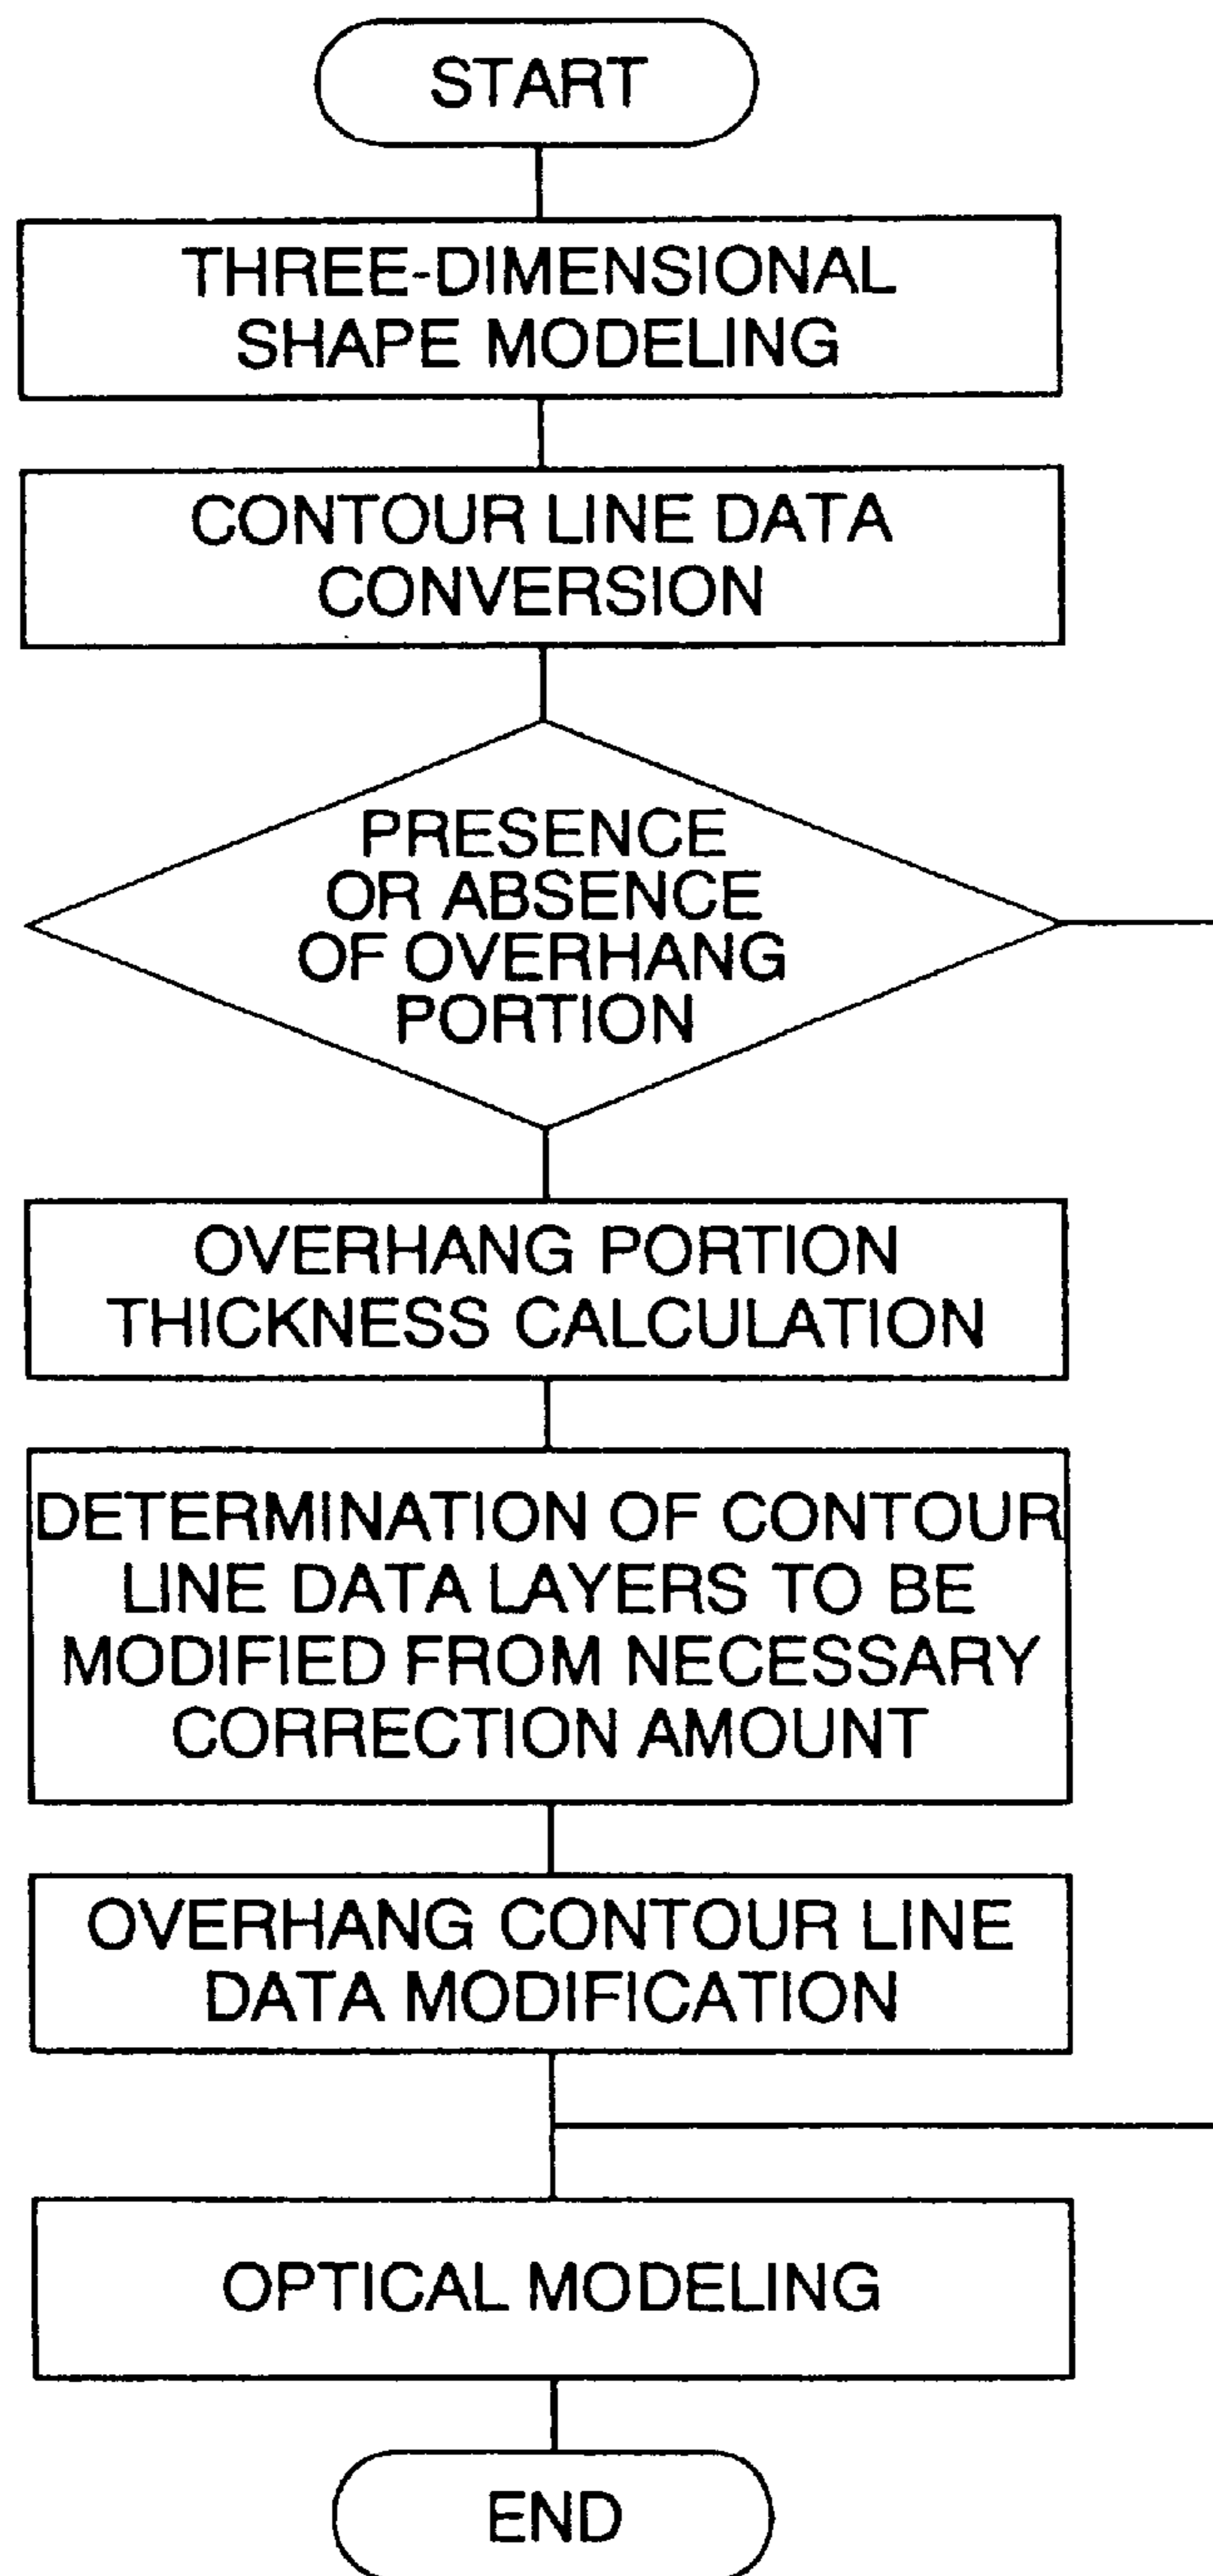 START
THREE-DIMENSIONAL
SHAPE MODELING
CONTOUR LINE DATA
CONVERSION
PRESENCE
OR ABSENCE
OF OVERHANG
PORTION
OVERHANG PORTION
THICKNESS CALCULATION
DETERMINATION OF CONTOUR
LINE DATA LAYERS TO BE
MODIFIED FROM NECESSARY
CORRECTION AMOUNT
OVERHANG CONTOUR LINE
DATA MODIFICATION
OPTICAL MODELING
END